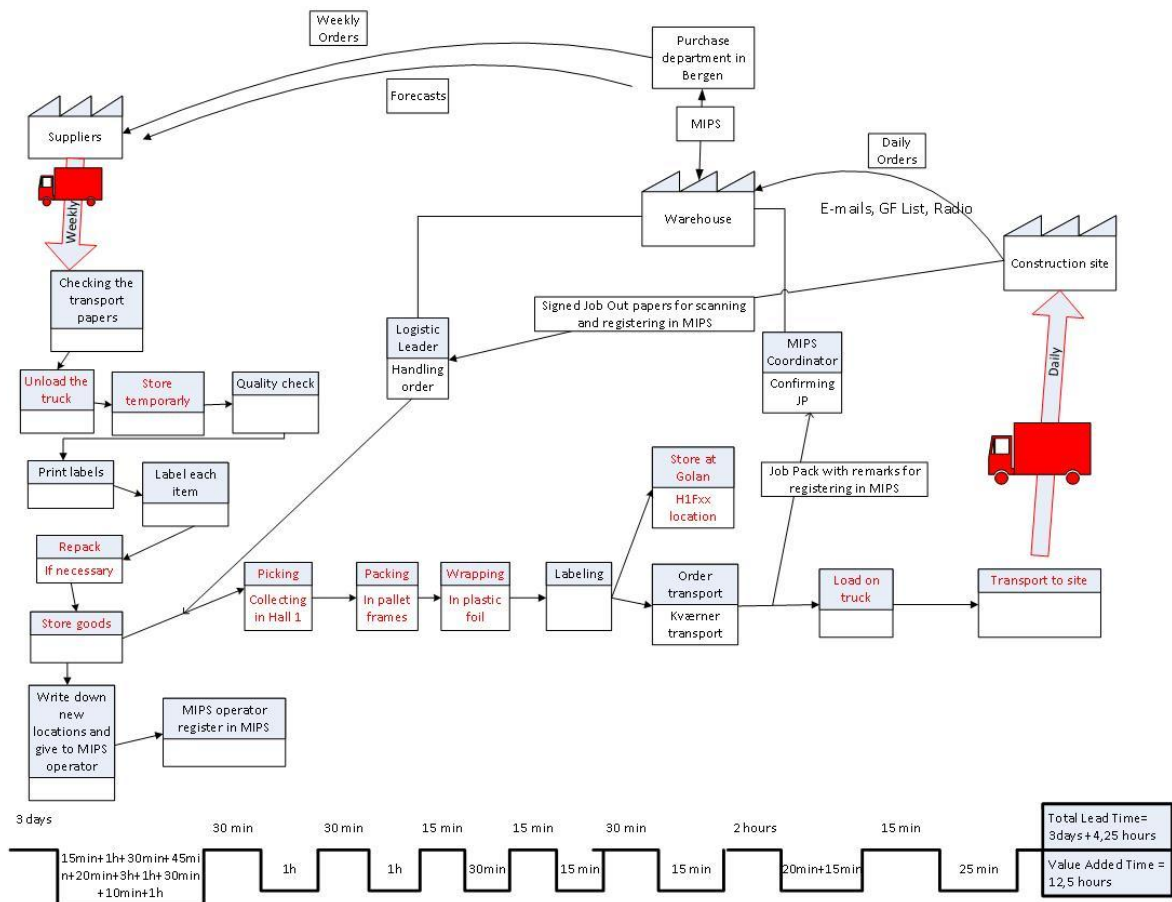 Weekly
Orders
Purchase
department in
Bergen
Forecasts
Suppliers
MIPS
Daily
Orders
Warehouse
E-mails, GF List, Radio
Weekly
Construction site
Checking the
transport
papers
Signed Job Out papers for scanning
and registering in MIPS
Logistic
Leader
Handling
order
MIPS
Coordinator
Confirming
JP
Daily
Unload the
truck
Store
temporarly
Quality check
Print labels
Label each
item
Store at
Golan
H1Fxx
location
Job Pack with remarks for
registering in MIPS
Repack
If necessary
Picking
Collecting
in Hall 1
Packing
In pallet
frames
Wrapping
In plastic
foil
Labeling
Order
transport
Kværner
transport
Load on
truck
Transport to site
Store goods
Write down
new
locations and
give to MIPS
operator
MIPS operator
register in MIPS
3 days
30 min
30 min
15 min
15 min
30 min
2 hours
15 min
Total Lead Time=
3days+4,25 hours
15min+1h+30min+45mi
n+20min+3h+1h+30min
+10min+1h
1h
1h
30min
15 min
15 min
20min+15min
25 min
Value Added Time =
12,5 hours